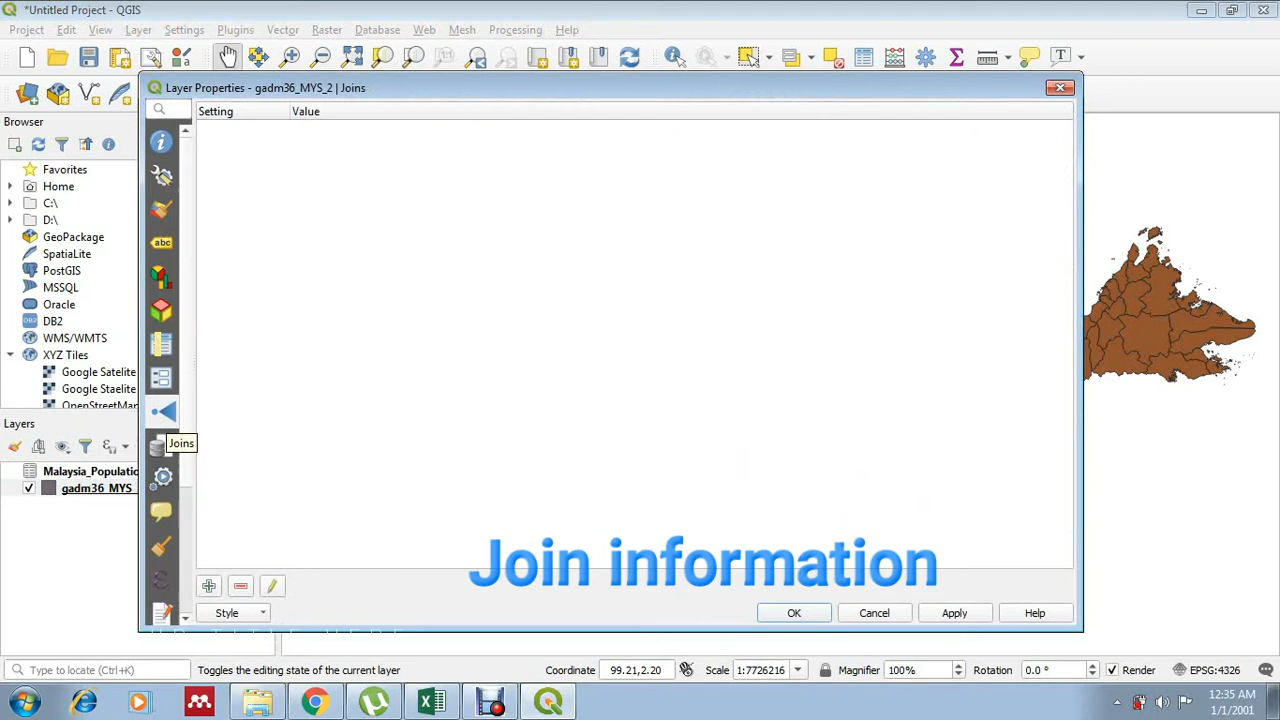 *Untitled Project - QGIS
Project Edit View Layer Settings Plugins Vector Raster Database Web Mesh Processing Help
Layer Properties - gadm36_MYS_2 | Joins
Setting Value
Browser
Favorites
Home
C:\
D:\
GeoPackage
SpatiaLite
PostGIS
MSSQL
Oracle
DB2
WMS/WMTS
XYZ Tiles
Google Satelite
Google Staelite
OpenStreetMa
abc
Joins
Layers
Malaysia_Populatio
gadm36_MYS_
Join information
Style OK Cancel Apply Help
Type to locate (Ctrl+K) Toggles the editing state of the current layer Coordinate 99.21,2.20 Scale 1:7726216 Magnifier 100% Rotation 0.0 ° Render EPSG:4326
12:35 AM
1/1/2001